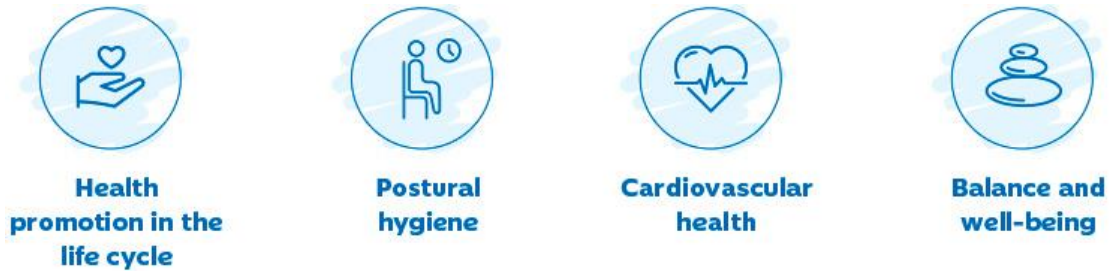 Health
promotion in the
life cycle
Postural
hygiene
Cardiovascular
health
Balance and
well-being